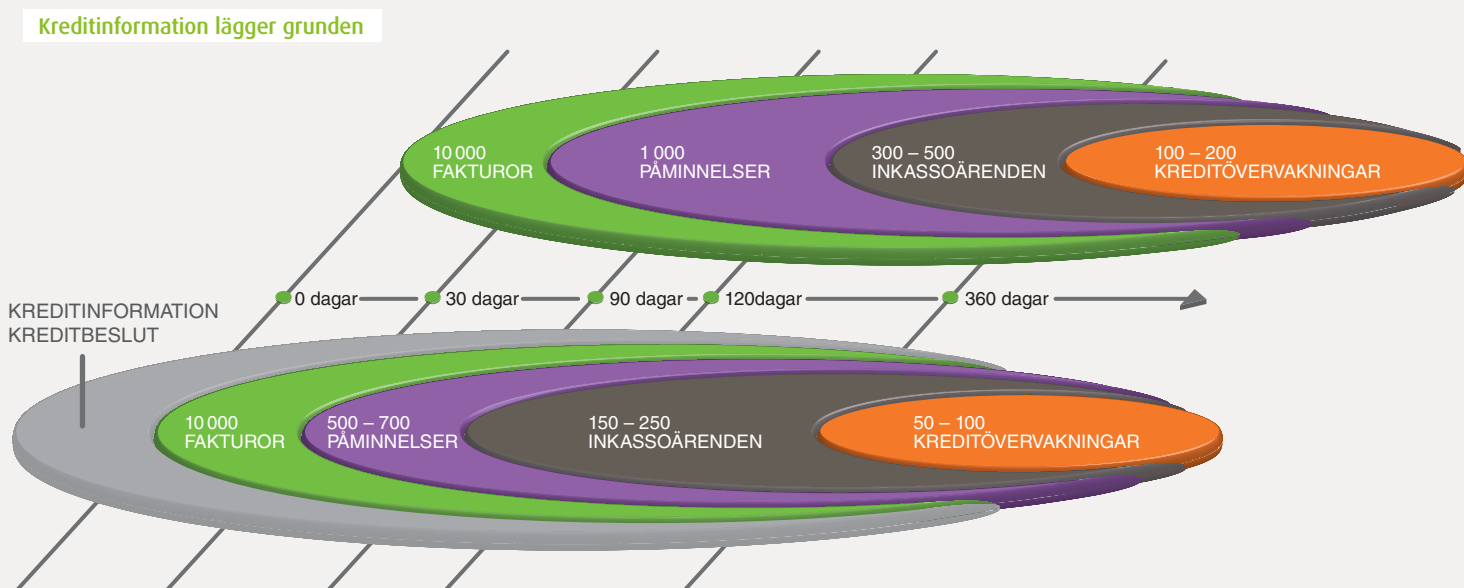 Kreditinformation lägger grunden
10 000
FAKTUROR
1 000
PÅMINNELSER
300 – 500
INKASSOÄRENDEN
100 – 200
KREDITÖVERVAKNINGAR
0 dagar
30 dagar
90 dagar
120dagar
360 dagar
KREDITINFORMATION
KREDITBESLUT
10 000
FAKTUROR
500 – 700
PÅMINNELSER
150 – 250
INKASSOÄRENDEN
50 – 100
KREDITÖVERVAKNINGAR